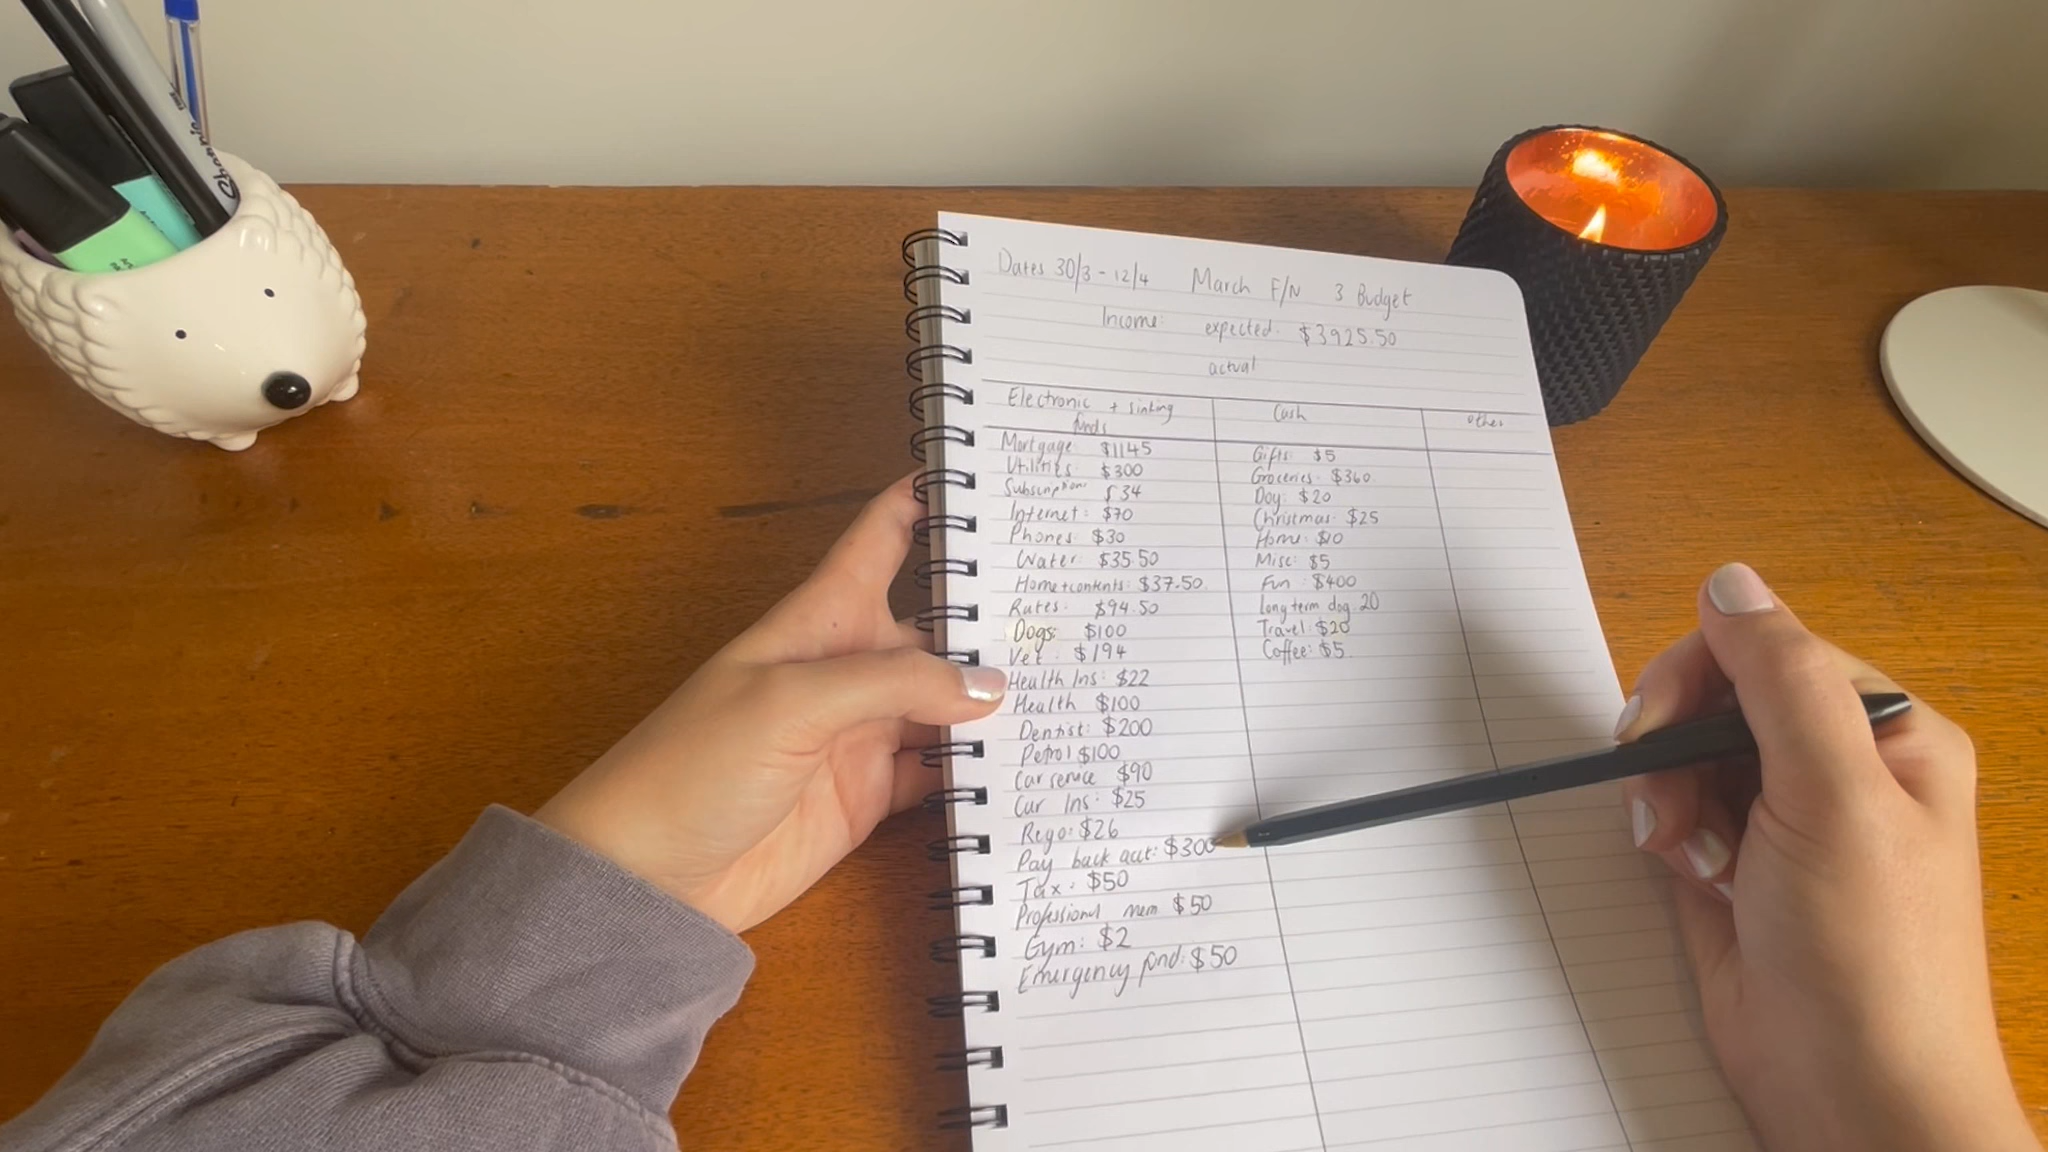 Sharpie
Dates 30/3 - 12/4 March F/N 3 Budget
Income: expected: $3925.50
actual
Electronic + sinking funds
Mortgage: $1145
Utilities: $300
Subscriptions $34
Internet: $70
Phones: $30
Water: $35.50
Home+contents: $37.50
Rates: $94.50
Dogs: $100
Vet: $194
Health Ins: $22
Health $100
Dentist: $200
Petrol $100
Car service $90
Car Ins: $25
Rego: $26
Pay back acct: $300
Tax: $50
Professional mem $50
Gym: $2
Emergency fund: $50
Cash
Gifts: $5
Groceries: $360
Dog: $20
Christmas: $25
Home: $10
Misc: $5
Fun: $400
Long term dog: 20
Travel: $20
Coffee: $5
other